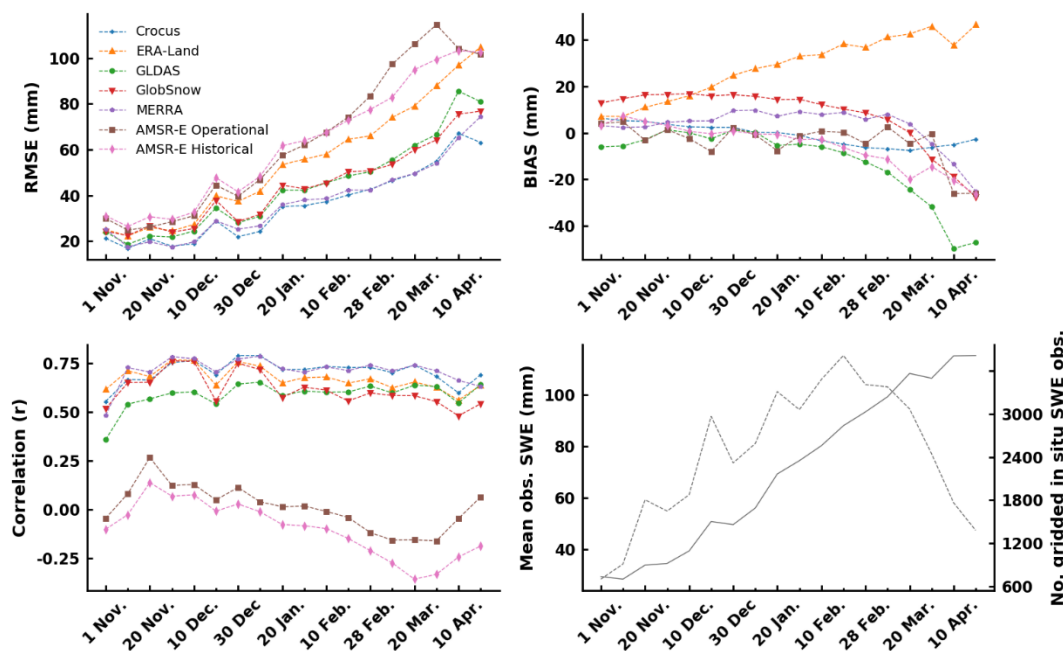 RMSE (mm)
100
80
60
40
20
Crocus
ERA-Land
GLDAS
GlobSnow
MERRA
AMSR-E Operational
AMSR-E Historical
1 Nov.
20 Nov.
10 Dec.
30 Dec
20 Jan.
10 Feb.
28 Feb.
20 Mar.
10 Apr.
BIAS (mm)
40
20
0
-20
-40
1 Nov.
20 Nov.
10 Dec.
30 Dec
20 Jan.
10 Feb.
28 Feb.
20 Mar.
10 Apr.
Correlation (r)
0.75
0.50
0.25
0.00
-0.25
1 Nov.
20 Nov.
10 Dec.
30 Dec
20 Jan.
10 Feb.
28 Feb.
20 Mar.
10 Apr.
Mean obs. SWE (mm)
100
80
60
40
1 Nov.
20 Nov.
10 Dec.
30 Dec
20 Jan.
10 Feb.
28 Feb.
20 Mar.
10 Apr.
3000
2400
1800
1200
600
No. gridded in situ SWE obs.